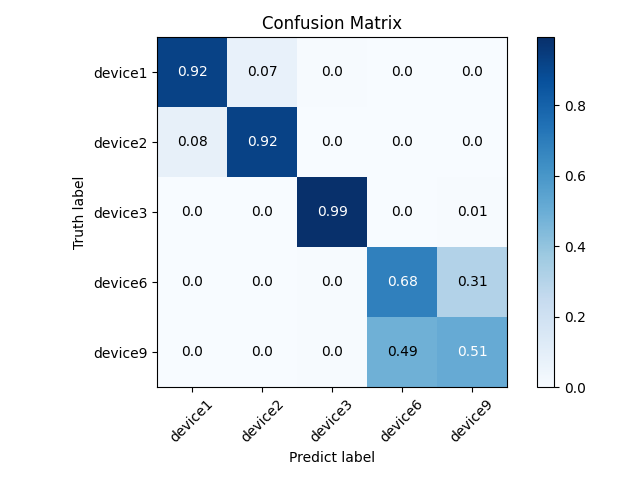 Confusion Matrix
device1 0.92 0.07 0.0 0.0 0.0
device2 0.08 0.92 0.0 0.0 0.0
device3 0.0 0.0 0.99 0.0 0.01
device6 0.0 0.0 0.0 0.68 0.31
device9 0.0 0.0 0.0 0.49 0.51
device1 device2 device3 device6 device9
Predict label
Truth label
0.8
0.6
0.4
0.2
0.0